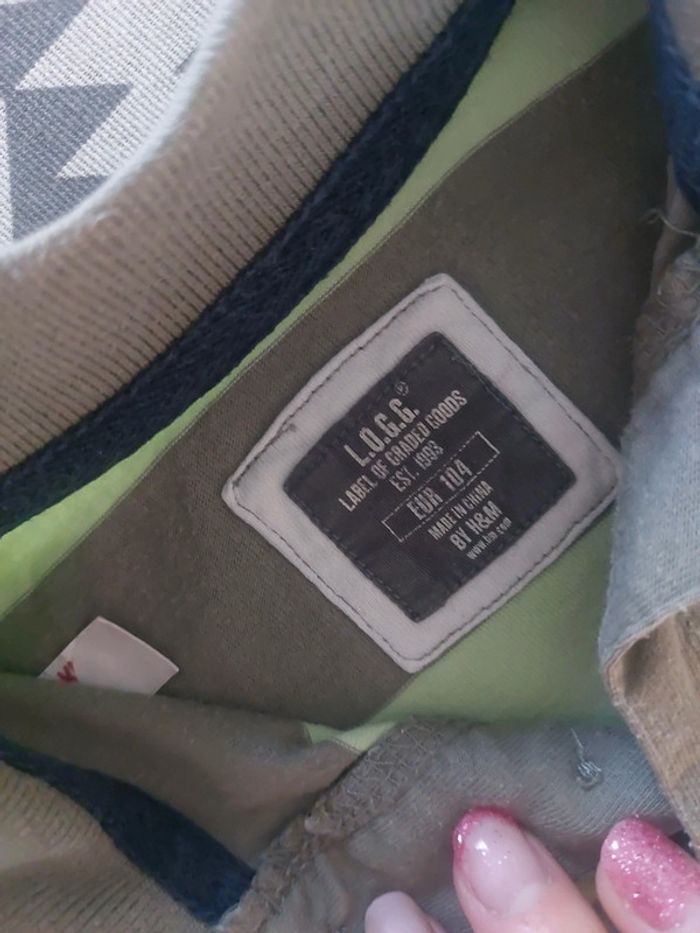 L.O.G.G.®
LABEL OF GRADED GOODS
EST. 1993
EUR 104
MADE IN CHINA
BY H&M
www.hm.com